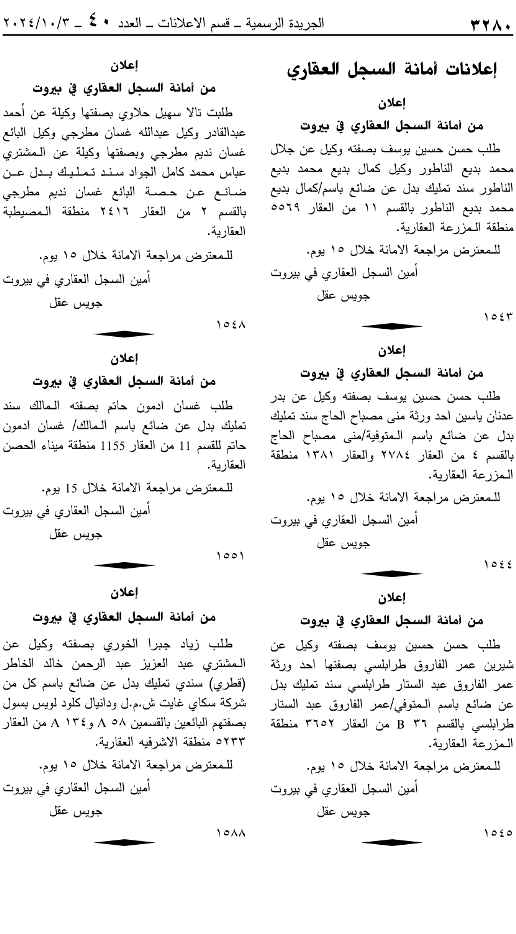 ٣٢٨٠
الجريدة الرسمية ــ قسم الاعلانات ــ العدد ٤٠ ــ ٢٠٢٤/١٠/٣
إعلانات أمانة السجل العقاري
إعلان
من أمانة السجل العقاري في بيروت
طلب حسن حسين يوسف بصفته وكيل عن جلال
محمد بديع الناطور وكيل كمال بديع محمد بديع
الناطور سند تمليك بدل عن ضائع باسم/كمال بديع
محمد بديع الناطور بالقسم ١١ من العقار ٥٥٦٩
منطقة المزرعة العقارية.
للمعترض مراجعة الامانة خلال ١٥ يوم.
أمين السجل العقاري في بيروت
جويس عقل
١٥٤٣
إعلان
من أمانة السجل العقاري في بيروت
طلب حسن حسين يوسف بصفته وكيل عن بدر
عدنان ياسين احد ورثة منى مصباح الحاج سند تمليك
بدل عن ضائع باسم المتوفية/منى مصباح الحاج
بالقسم ٤ من العقار ٢٧٨٤ والعقار ١٣٨١ منطقة
المزرعة العقارية.
للمعترض مراجعة الامانة خلال ١٥ يوم.
أمين السجل العقاري في بيروت
جويس عقل
١٥٤٤
إعلان
من أمانة السجل العقاري في بيروت
طلب حسن حسين يوسف بصفته وكيل عن
شيرين عمر الفاروق طرابلسي بصفتها احد ورثة
عمر الفاروق عبد الستار طرابلسي سند تمليك بدل
عن ضائع باسم المتوفي/عمر الفاروق عبد الستار
طرابلسي بالقسم ٣٦ B من العقار ٣٦٥٢ منطقة
المزرعة العقارية.
للمعترض مراجعة الامانة خلال ١٥ يوم.
أمين السجل العقاري في بيروت
جويس عقل
١٥٤٥
إعلان
من أمانة السجل العقاري في بيروت
طلبت تالا سهيل حلاوي بصفتها وكيلة عن أحمد
عبدالقادر وكيل عبدالله غسان مطرجي وكيل البائع
غسان نديم مطرجي وبصفتها وكيلة عن المشتري
عباس محمد كامل الجواد سند تمليك بدل عن
ضائع عن حصة البائع غسان نديم مطرجي
بالقسم ٢ من العقار ٢٤١٦ منطقة المصيطبة
العقارية.
للمعترض مراجعة الامانة خلال ١٥ يوم.
أمين السجل العقاري في بيروت
جويس عقل
١٥٤٨
إعلان
من أمانة السجل العقاري في بيروت
طلب غسان ادمون حاتم بصفته المالك سند
تمليك بدل عن ضائع باسم المالك/ غسان ادمون
حاتم للقسم 11 من العقار 1155 منطقة ميناء الحصن
العقارية.
للمعترض مراجعة الامانة خلال 15 يوم.
أمين السجل العقاري في بيروت
جويس عقل
١٥٥١
إعلان
من أمانة السجل العقاري في بيروت
طلب زياد جبرا الخوري بصفته وكيل عن
المشتري عبد العزيز عبد الرحمن خالد الخاطر
(قطري) سندي تمليك بدل عن ضائع باسم كل من
شركة سكاي غايت ش.م.ل ودانيال كلود لويس بسول
بصفتهم البائعين بالقسمين ٥٨ A و١٣٤ A من العقار
٥٢٣٣ منطقة الاشرفيه العقارية.
للمعترض مراجعة الامانة خلال ١٥ يوم.
أمين السجل العقاري في بيروت
جويس عقل
١٥٨٨